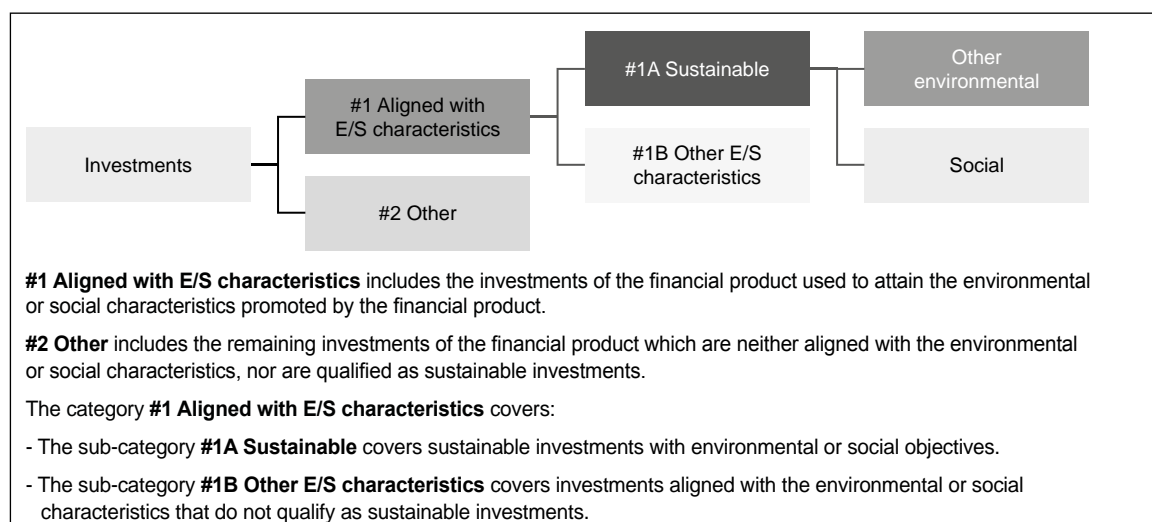 #1A Sustainable
Other
environmental
#1 Aligned with
E/S characteristics
Investments
#1B Other E/S
characteristics
Social
#2 Other
#1 Aligned with E/S characteristics includes the investments of the financial product used to attain the environmental
or social characteristics promoted by the financial product.
#2 Other includes the remaining investments of the financial product which are neither aligned with the environmental
or social characteristics, nor are qualified as sustainable investments.
The category #1 Aligned with E/S characteristics covers:
- The sub-category #1A Sustainable covers sustainable investments with environmental or social objectives.
- The sub-category #1B Other E/S characteristics covers investments aligned with the environmental or social
characteristics that do not qualify as sustainable investments.